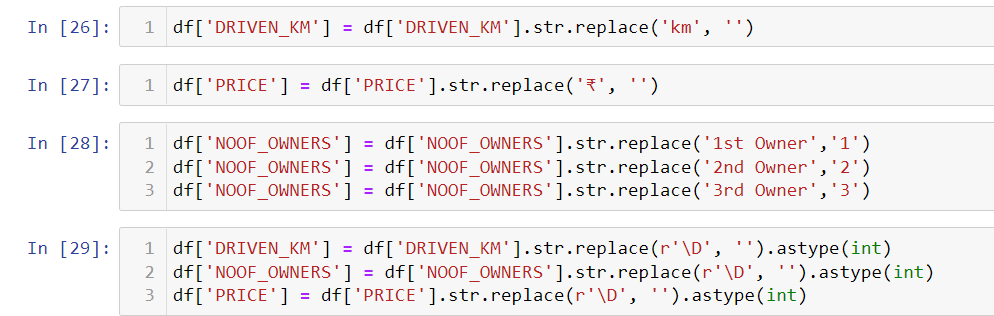 In [26]: 1 df['DRIVEN_KM'] = df['DRIVEN_KM'].str.replace('km', '')
In [27]: 1 df['PRICE'] = df['PRICE'].str.replace('₹', '')
In [28]: 1 df['NOOF_OWNERS'] = df['NOOF_OWNERS'].str.replace('1st Owner','1')
2 df['NOOF_OWNERS'] = df['NOOF_OWNERS'].str.replace('2nd Owner','2')
3 df['NOOF_OWNERS'] = df['NOOF_OWNERS'].str.replace('3rd Owner','3')
In [29]: 1 df['DRIVEN_KM'] = df['DRIVEN_KM'].str.replace(r'\D', '').astype(int)
2 df['NOOF_OWNERS'] = df['NOOF_OWNERS'].str.replace(r'\D', '').astype(int)
3 df['PRICE'] = df['PRICE'].str.replace(r'\D', '').astype(int)